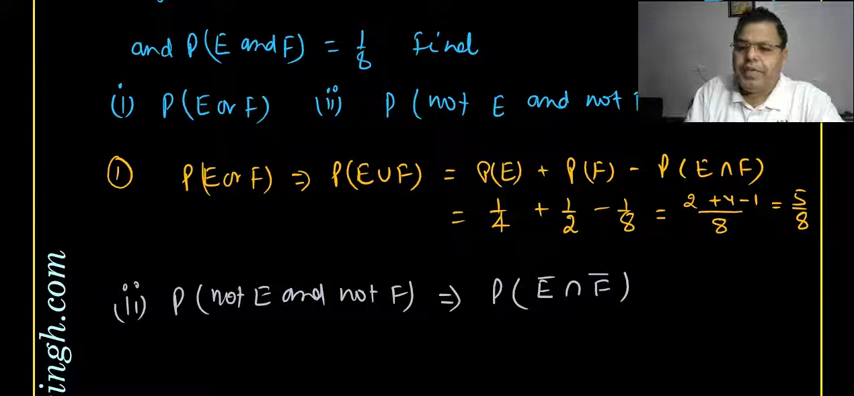 and P(E and F) = 1/8 find
(i) P(E or F) (ii) P(not E and not
① P(E or F) ⇒ P(E∪F) = P(E) + P(F) - P(E∩F)
= 1/4 + 1/2 - 1/8 = (2+4-1)/8 = 5/8
(ii) P(not E and not F) ⇒ P(E̅ ∩ F̅)
ingh.com